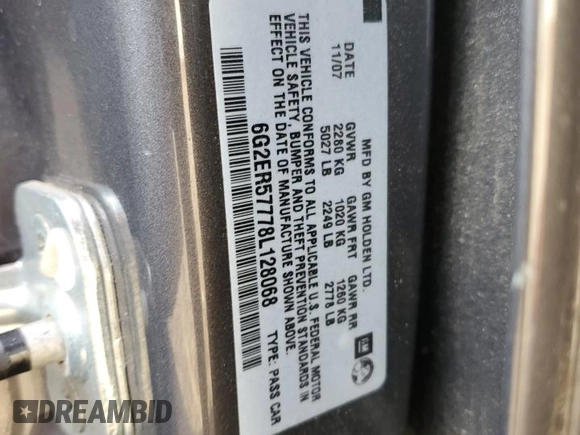 MFD BY GM HOLDEN LTD.
DATE GVWR GAWR FRT GAWR RR
11/07 2280 KG 1020 KG 1260 KG
5027 LB 2249 LB 2778 LB
THIS VEHICLE CONFORMS TO ALL APPLICABLE U.S. FEDERAL MOTOR
VEHICLE SAFETY, BUMPER AND THEFT PREVENTION STANDARDS IN
EFFECT ON THE DATE OF MANUFACTURE SHOWN ABOVE.
6G2ER57778L128068 TYPE: PASS CAR
GM
DREAMBID